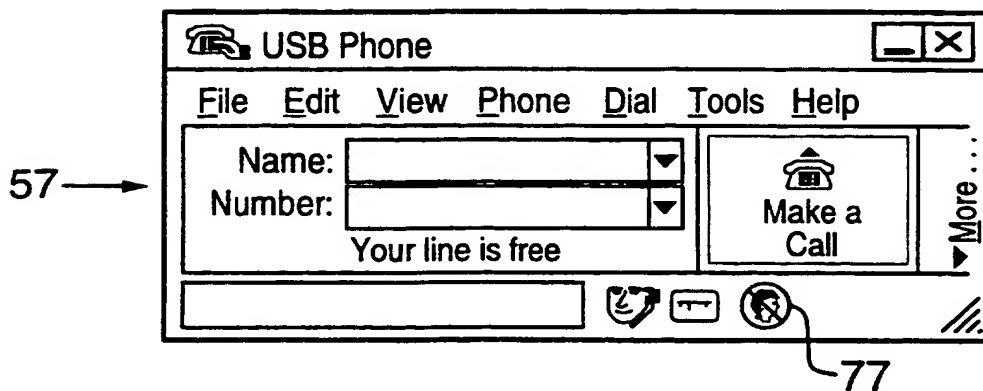 USB Phone
File Edit View Phone Dial Tools Help
57
Name:
Number:
Your line is free
Make a
Call
More...
77